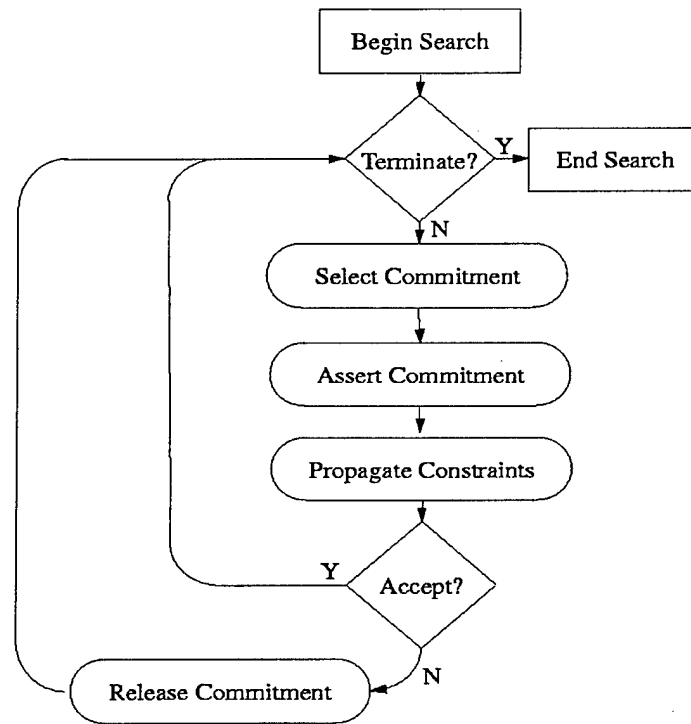 Begin Search
Terminate?
Y
End Search
N
Select Commitment
Assert Commitment
Propagate Constraints
Y
Accept?
N
Release Commitment